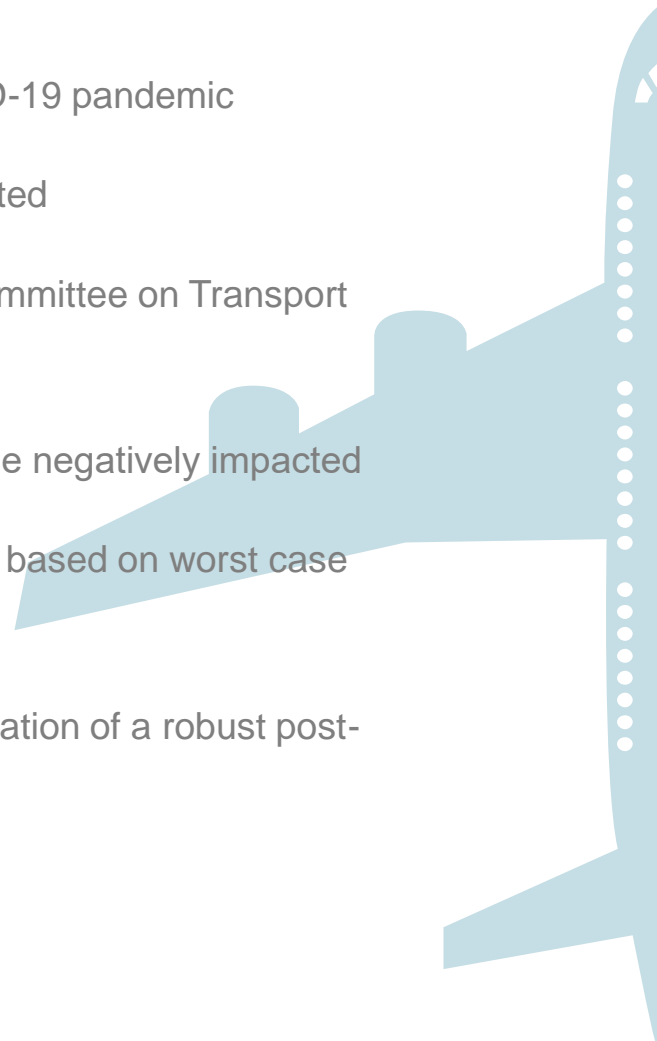 -19 pandemic
ted
mmittee on Transport
e negatively impacted
based on worst case
ation of a robust post-